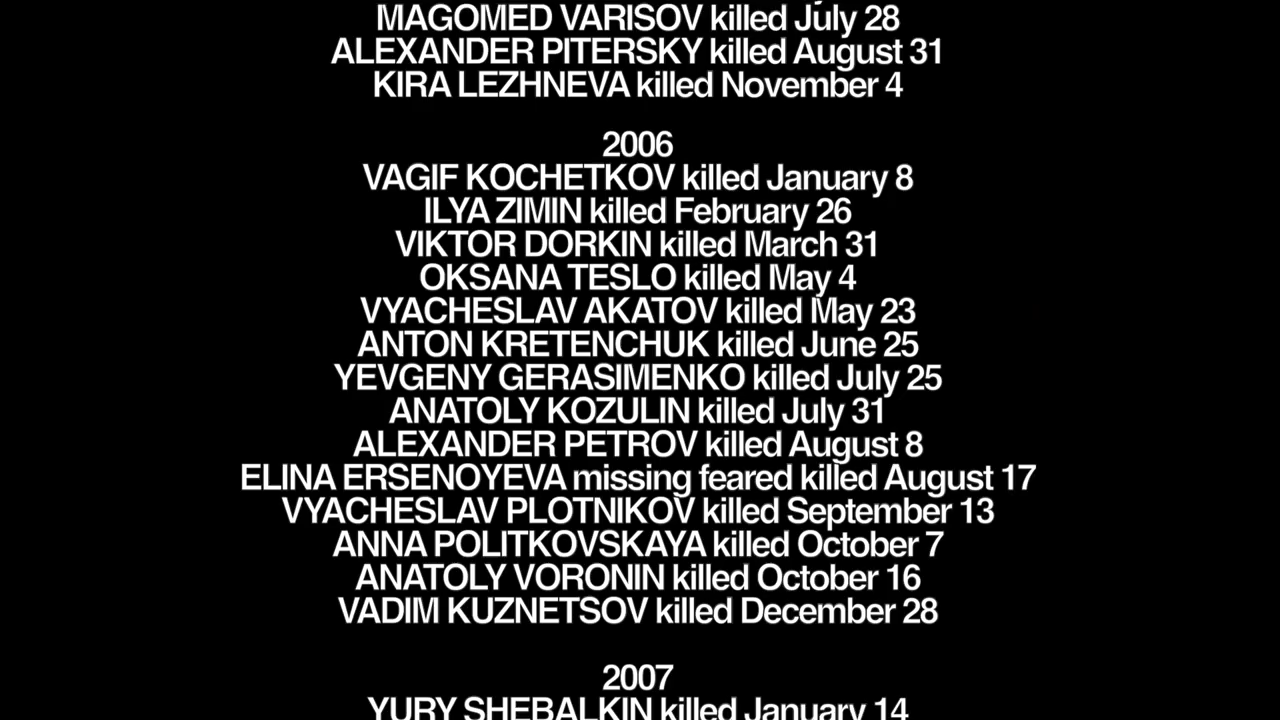 MAGOMED VARISOV killed July 28
ALEXANDER PITERSKY killed August 31
KIRA LEZHNEVA killed November 4
2006
VAGIF KOCHETKOV killed January 8
ILYA ZIMIN killed February 26
VIKTOR DORKIN killed March 31
OKSANA TESLO killed May 4
VYACHESLAV AKATOV killed May 23
ANTON KRETENCHUK killed June 25
YEVGENY GERASIMENKO killed July 25
ANATOLY KOZULIN killed July 31
ALEXANDER PETROV killed August 8
ELINA ERSENOYEVA missing feared killed August 17
VYACHESLAV PLOTNIKOV killed September 13
ANNA POLITKOVSKAYA killed October 7
ANATOLY VORONIN killed October 16
VADIM KUZNETSOV killed December 28
2007
YURY SHEBALKIN killed January 14